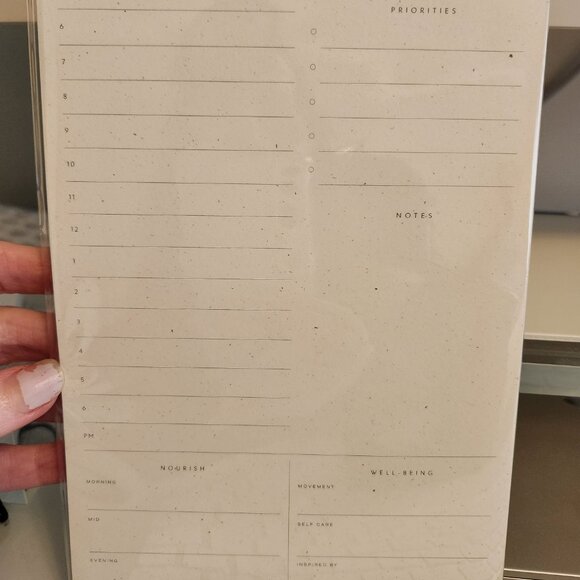 6
7
8
9
10
11
12
1
2
3
4
5
6
PM
PRIORITIES
NOTES
NOURISH
MORNING
MID
EVENING
WELL-BEING
MOVEMENT
SELF CARE
INSPIRED BY